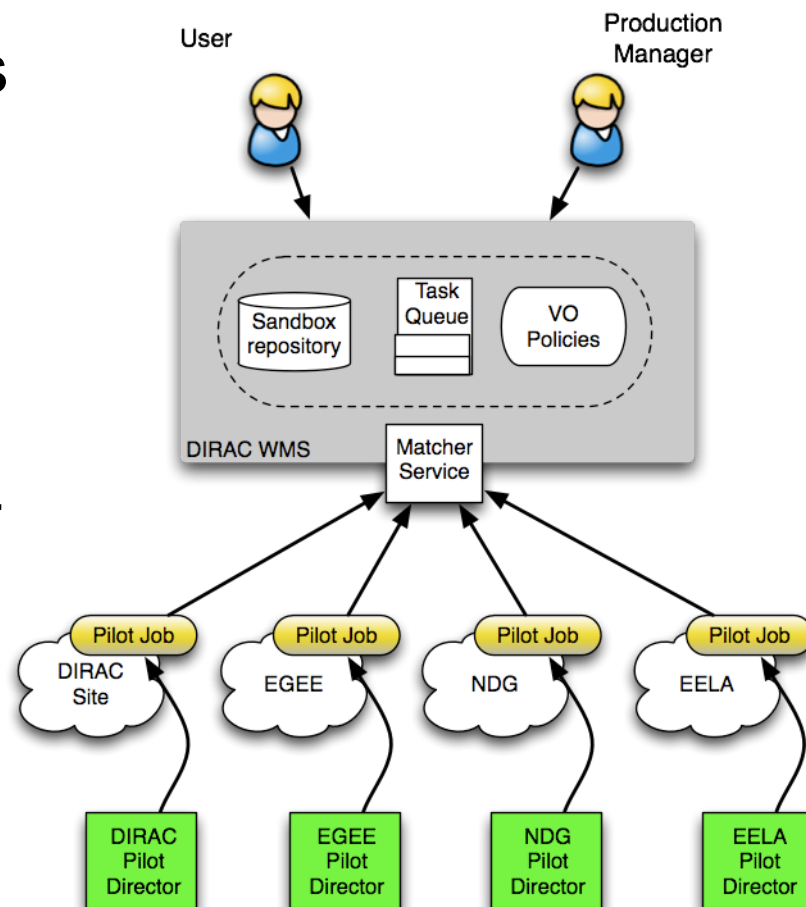 s
User
Production
Manager
Sandbox
repository
Task
Queue
VO
Policies
DIRAC WMS
Matcher
Service
Pilot Job
Pilot Job
Pilot Job
Pilot Job
DIRAC
Site
EGEE
NDG
EELA
DIRAC
Pilot
Director
EGEE
Pilot
Director
NDG
Pilot
Director
EELA
Pilot
Director